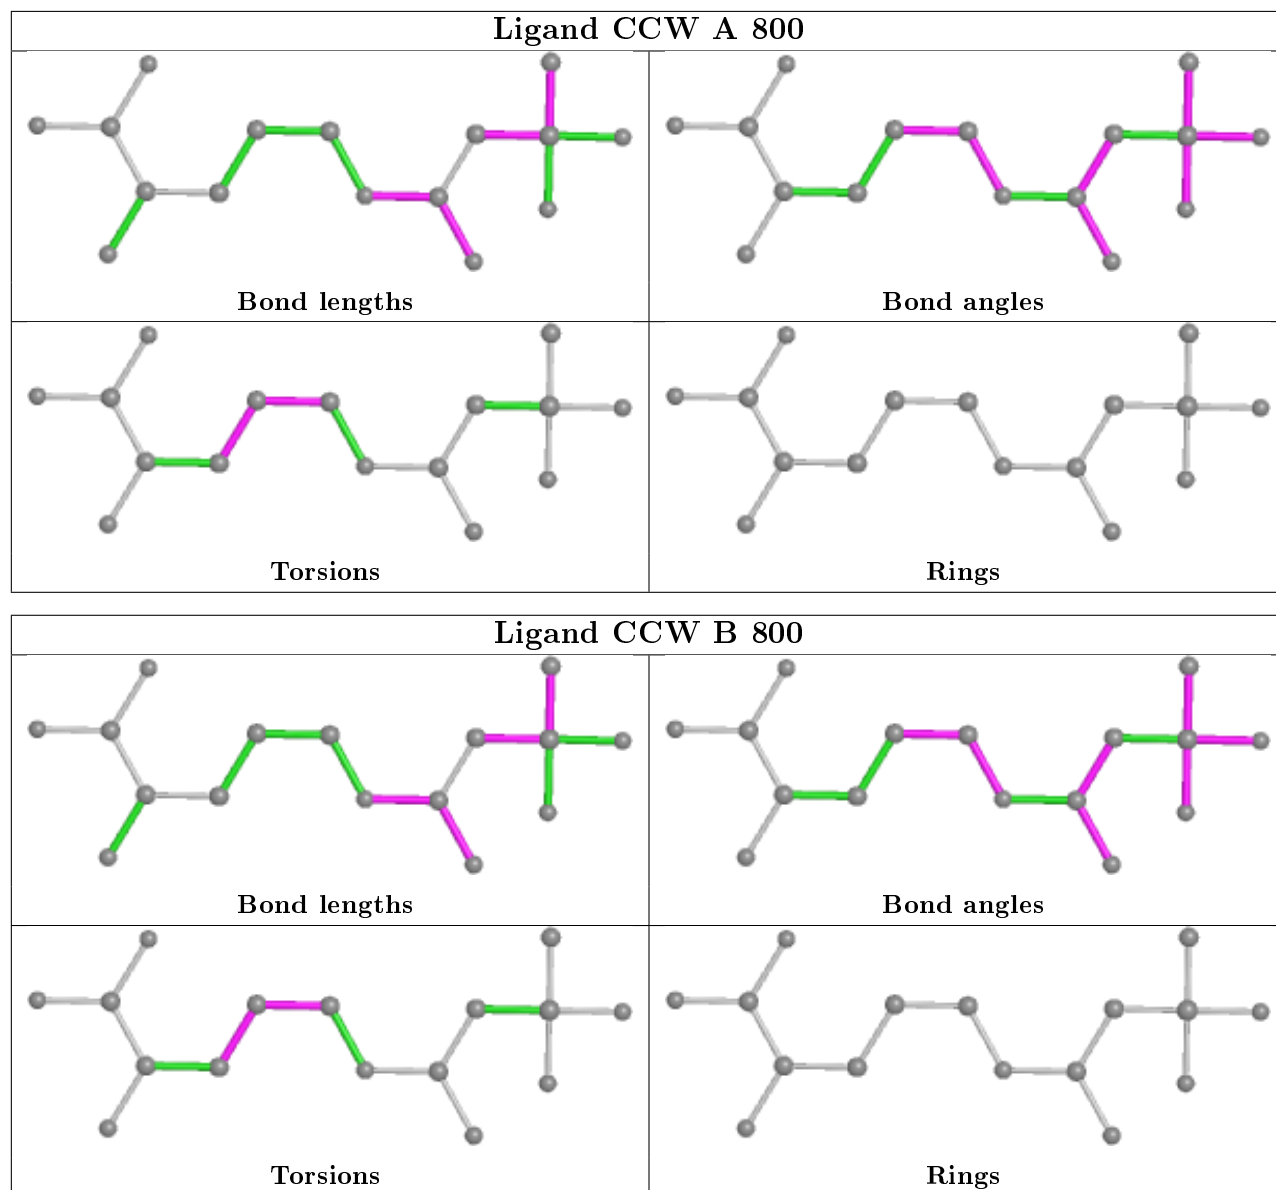 Ligand CCW A 800
Bond lengths
Bond angles
Torsions
Rings
Ligand CCW B 800
Bond lengths
Bond angles
Torsions
Rings